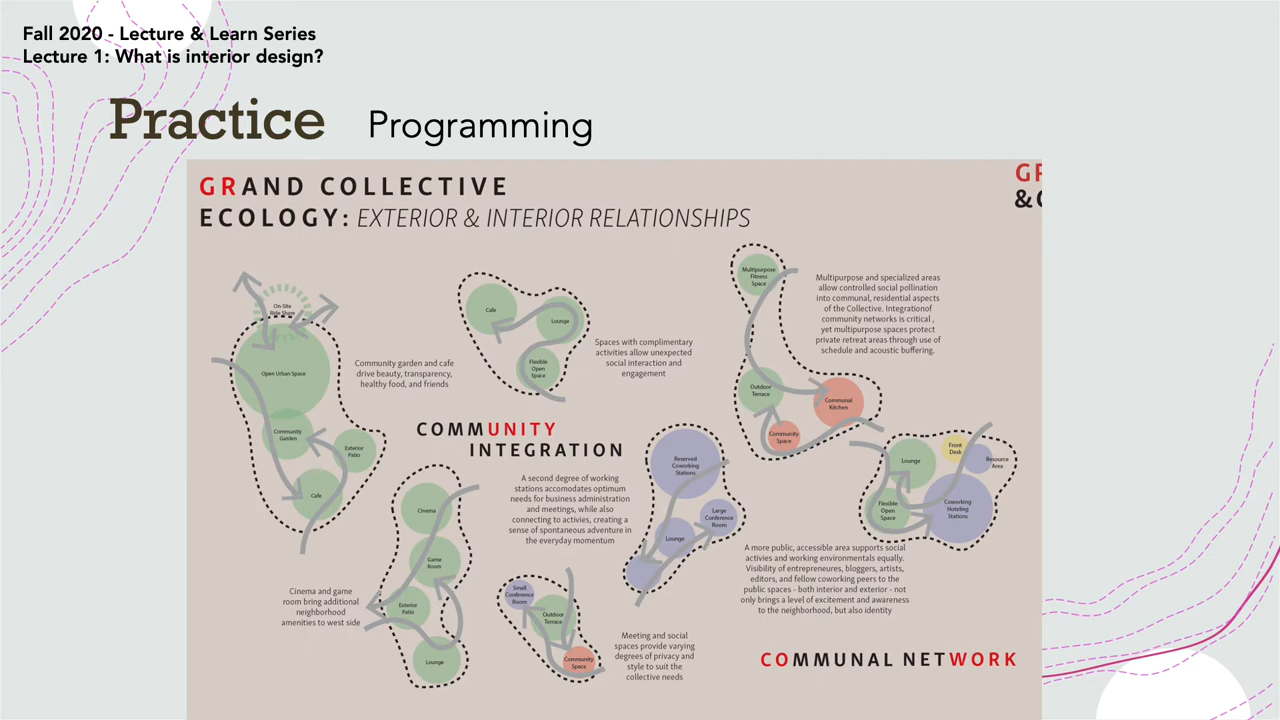 Fall 2020 - Lecture & Learn Series
Lecture 1: What is interior design?
Practice
Programming
GRAND COLLECTIVE
ECOLOGY: EXTERIOR & INTERIOR RELATIONSHIPS
GR
&C
On-Site
Ride Share
Open Urban Space
Community
Garden
Exterior
Patio
Cafe
Community garden and cafe
drive beauty, transparency,
healthy food, and friends
Cafe
Lounge
Flexible
Open
Space
Spaces with complimentary
activities allow unexpected
social interaction and
engagement
Multipurpose
Fitness
Space
Outdoor
Terrace
Communal
Kitchen
Community
Space
Multipurpose and specialized areas
allow controlled social pollination
into communal, residential aspects
of the Collective. Integrationof
community networks is critical ,
yet multipurpose spaces protect
private retreat areas through use of
schedule and acoustic buffering.
COMMUNITY
INTEGRATION
A second degree of working
stations accomodates optimum
needs for business administration
and meetings, while also
connecting to activies, creating a
sense of spontaneous adventure in
the everyday momentum
Cinema
Game
Room
Exterior
Patio
Lounge
Cinema and game
room bring additional
neighborhood
amenities to west side
Reserved
Coworking
Stations
Large
Conference
Room
Lounge
Small
Conference
Room
Outdoor
Terrace
Community
Space
Meeting and social
spaces provide varying
degrees of privacy and
style to suit the
collective needs
Lounge
Front
Desk
Resource
Area
Flexible
Open
Space
Coworking
Hoteling
Stations
A more public, accessible area supports social
activies and working environmentals equally.
Visibility of entrepreneures, bloggers, artists,
editors, and fellow coworking peers to the
public spaces - both interior and exterior - not
only brings a level of excitement and awareness
to the neighborhood, but also identity
COMMUNAL NETWORK